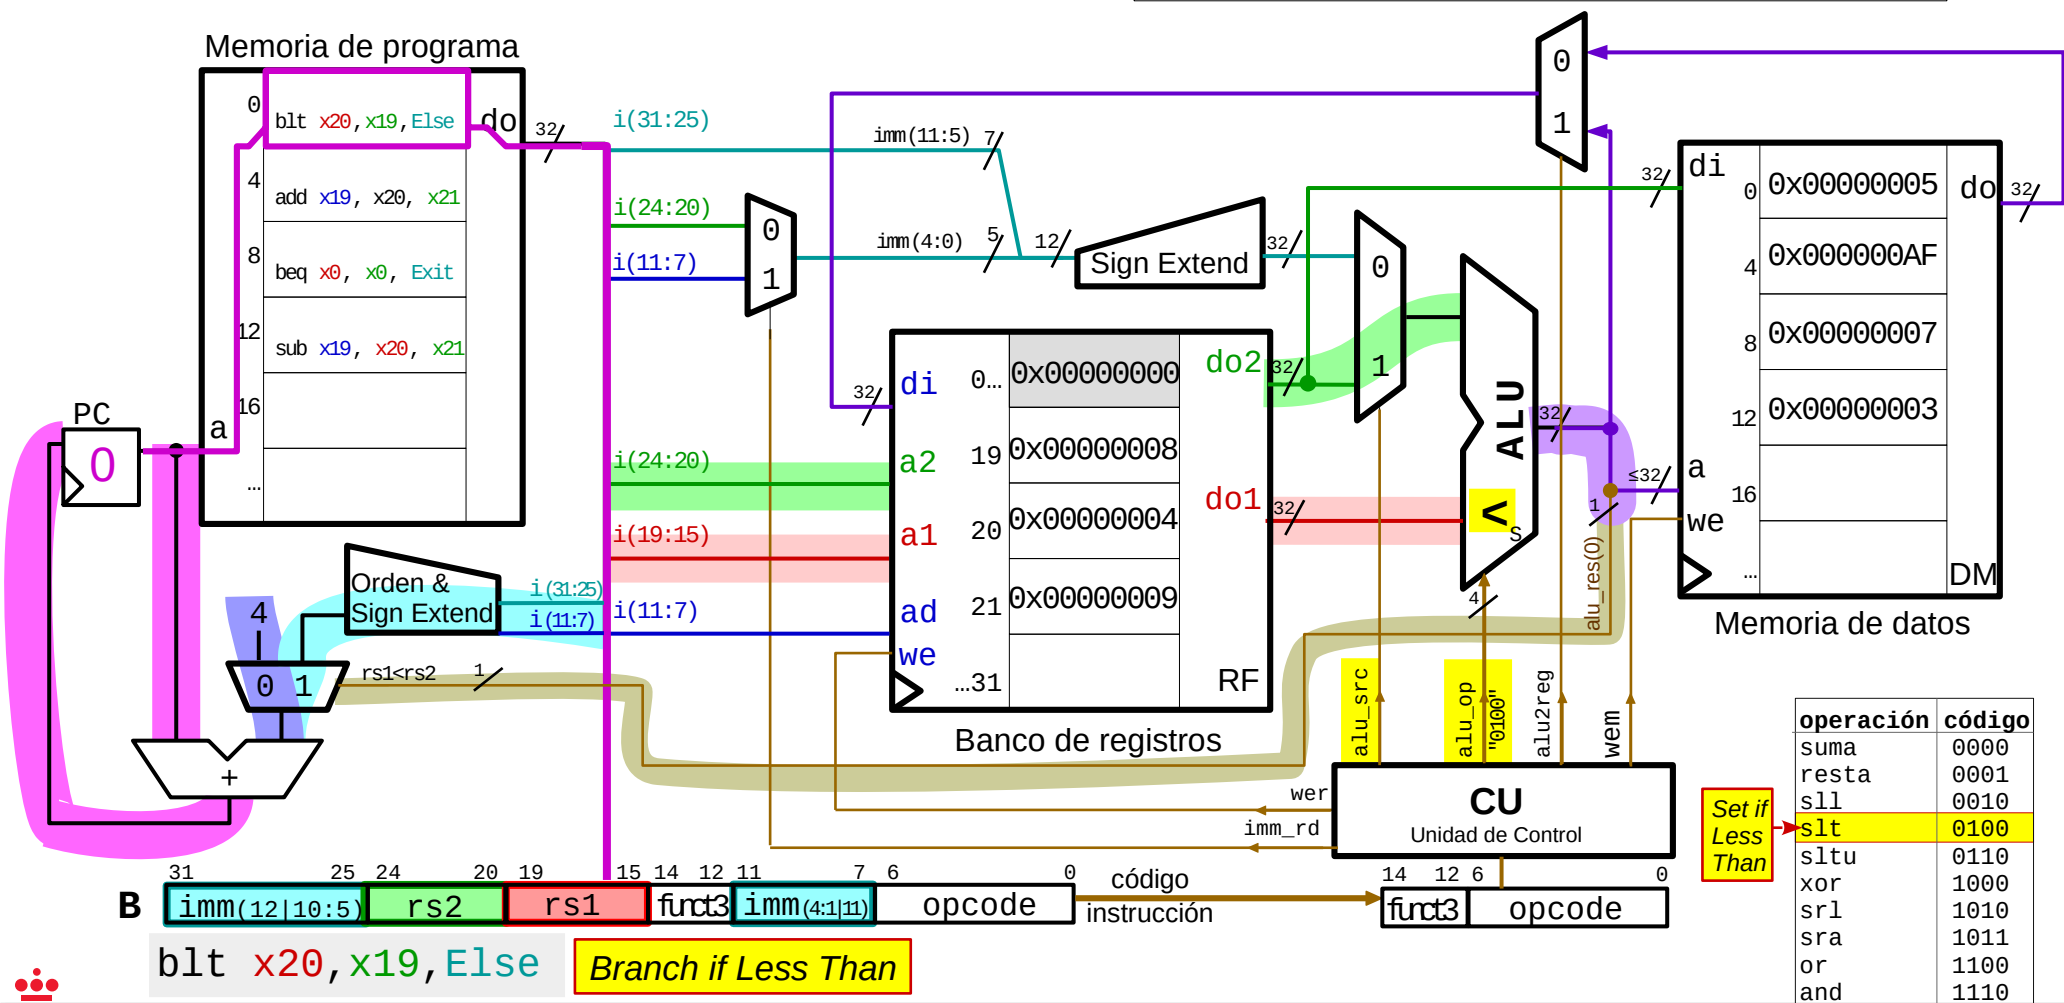 Memoria de programa
0
blt x20,x19,Else
do
32
4
add x19, x20, x21
8
beq x0, x0, Exit
12
sub x19, x20, x21
16
a
...
PC
0
i(31:25)
imm(11:5)
7
i(24:20)
i(11:7)
0
1
imm(4:0)
5
12
Sign Extend
32
0
1
0
1
di
0...
0x00000000
do2
32
32
19
0x00000008
a2
i(24:20)
20
0x00000004
do1
32
a1
i(19:15)
21
0x00000009
ad
i(11:7)
we
...31
RF
Banco de registros
ALU
<
S
32
4
1
alu_res(0)
32
di
0
0x00000005
do
32
4
0x000000AF
8
0x00000007
12
0x00000003
≤32
a
16
we
...
DM
Memoria de datos
Orden &
Sign Extend
i(31:25)
i(11:7)
4
0 1
rs1<rs2
1
+
alu_src
alu_op
"0100"
alu2reg
wem
wer
imm_rd
CU
Unidad de Control
operación código
suma 0000
resta 0001
sll 0010
slt 0100
sltu 0110
xor 1000
srl 1010
sra 1011
or 1100
and 1110
Set if
Less
Than
31 25 24 20 19 15 14 12 11 7 6 0
B imm(12|10:5) rs2 rs1 funct3 imm(4:1|11) opcode
código
instrucción
14 12 6 0
funct3 opcode
blt x20,x19,Else
Branch if Less Than